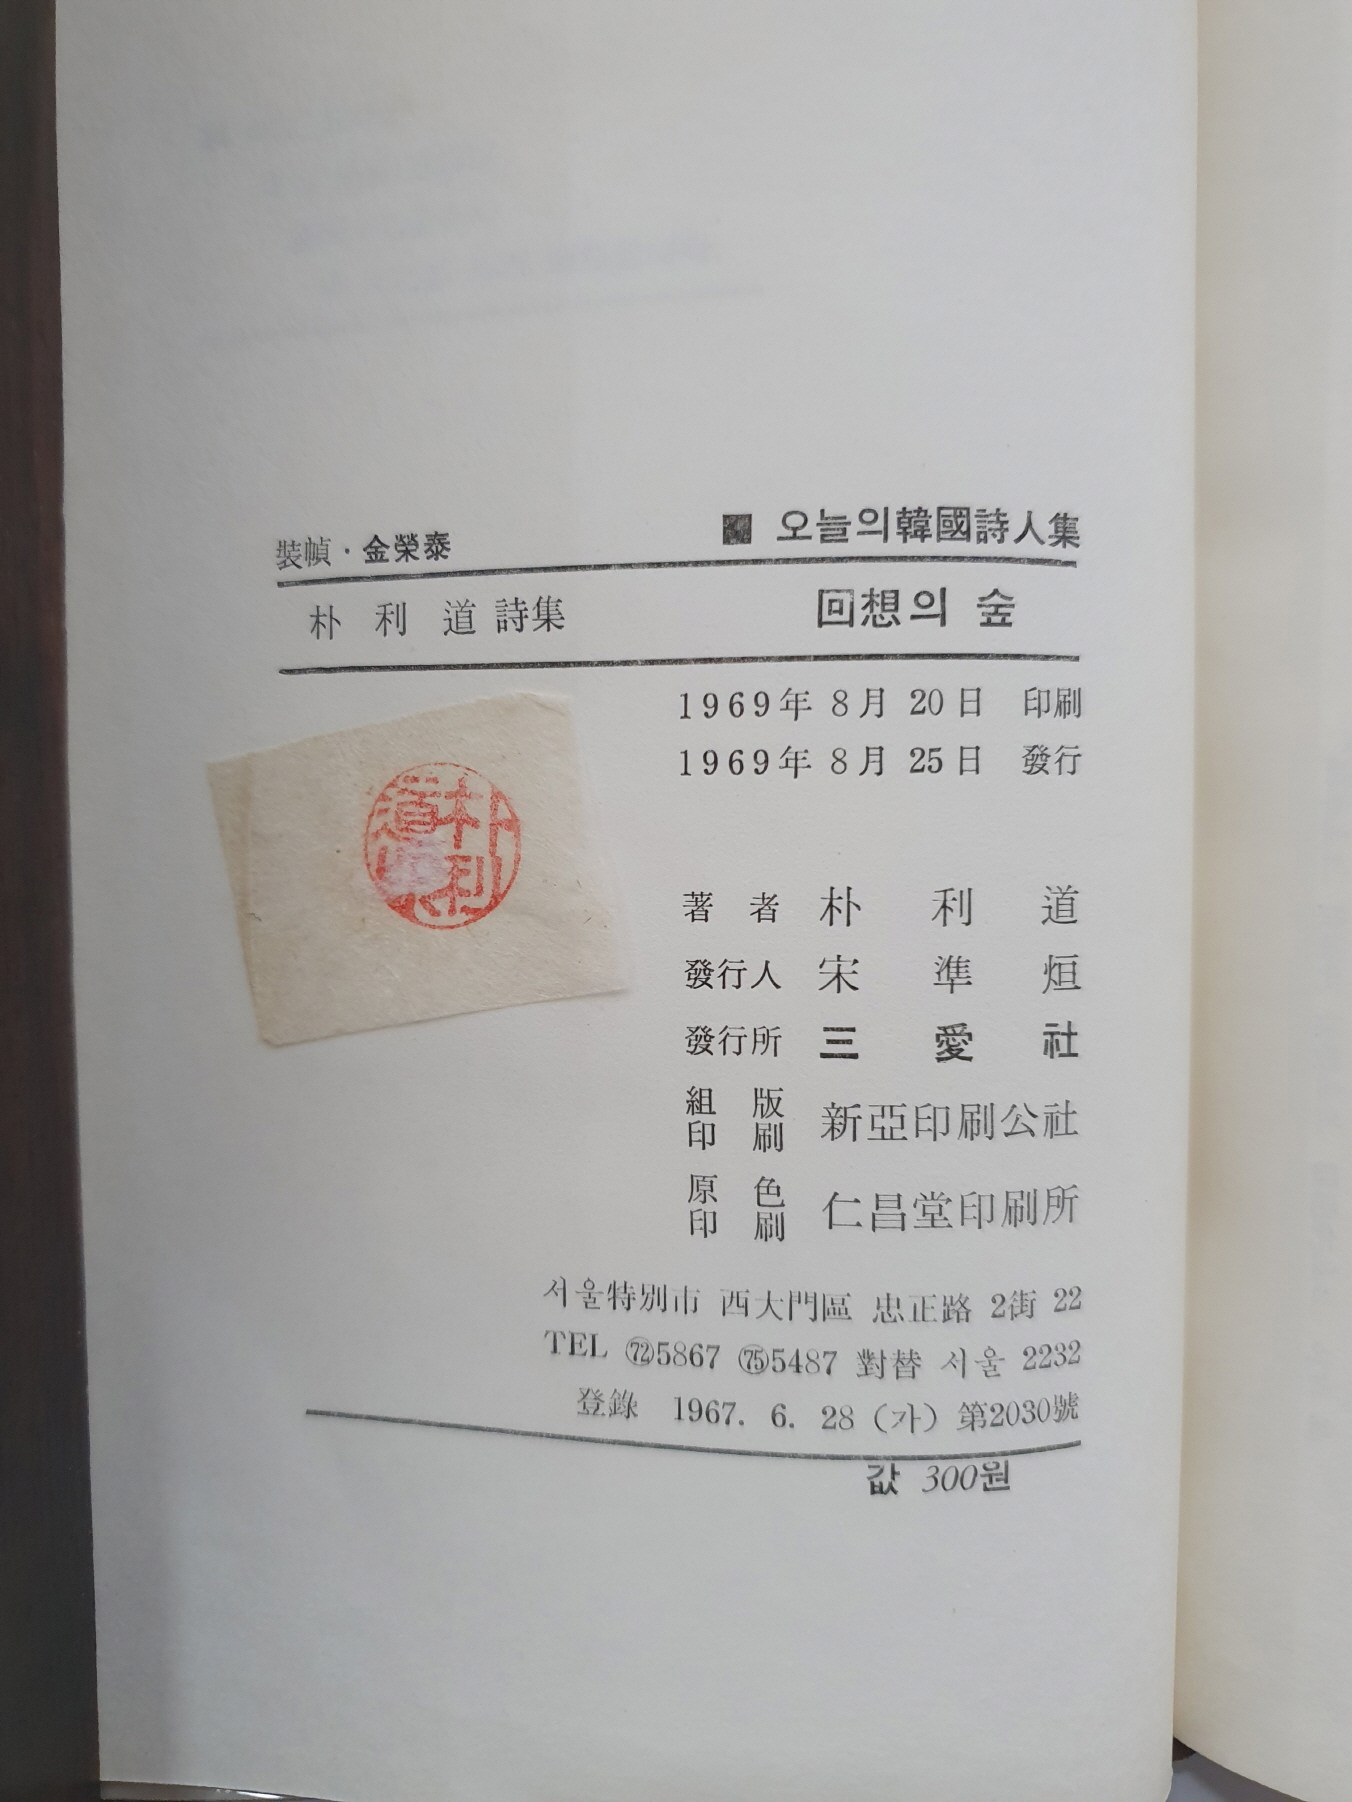 裝幀·金榮泰 ■ 오늘의韓國詩人集
朴利道詩集 回想의 숲
1969年 8月 20日 印刷
1969年 8月 25日 發行
朴利道
著者 朴利道
發行人 宋準烜
發行所 三愛社
組版印刷 新亞印刷公社
原色印刷 仁昌堂印刷所
서울特別市 西大門區 忠正路 2街 22
TEL ㉒5867 ㉕5487 對替 서울 2232
登錄 1967. 6. 28 (가) 第2030號
값 300원